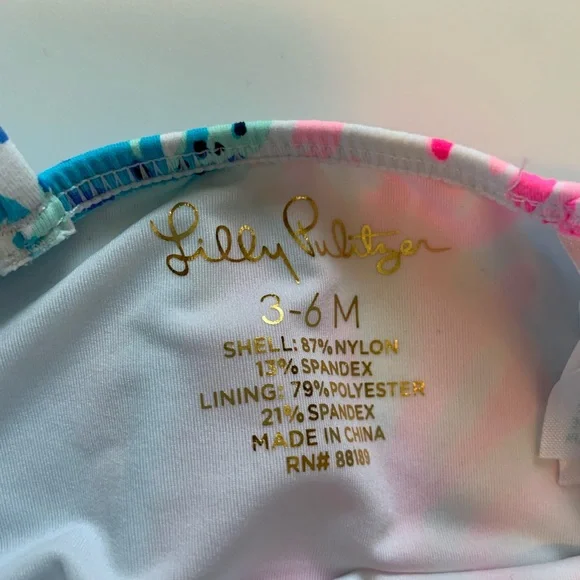 Lilly Pulitzer
3-6 M
SHELL: 87% NYLON
13% SPANDEX
LINING: 79% POLYESTER
21% SPANDEX
MADE IN CHINA
RN# 88189